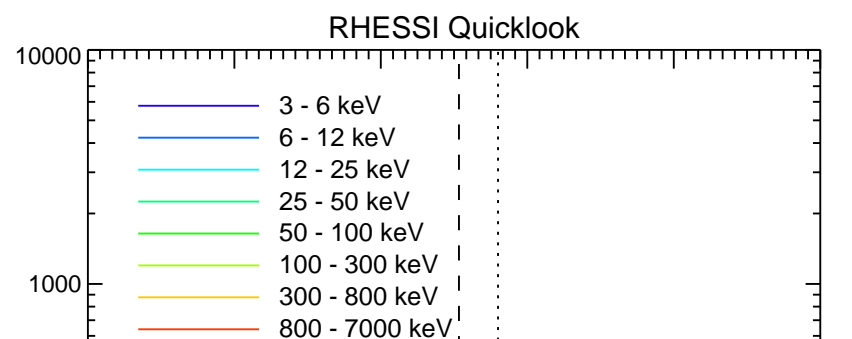 RHESSI Quicklook
10000
3 - 6 keV
6 - 12 keV
12 - 25 keV
25 - 50 keV
50 - 100 keV
100 - 300 keV
1000
300 - 800 keV
800 - 7000 keV